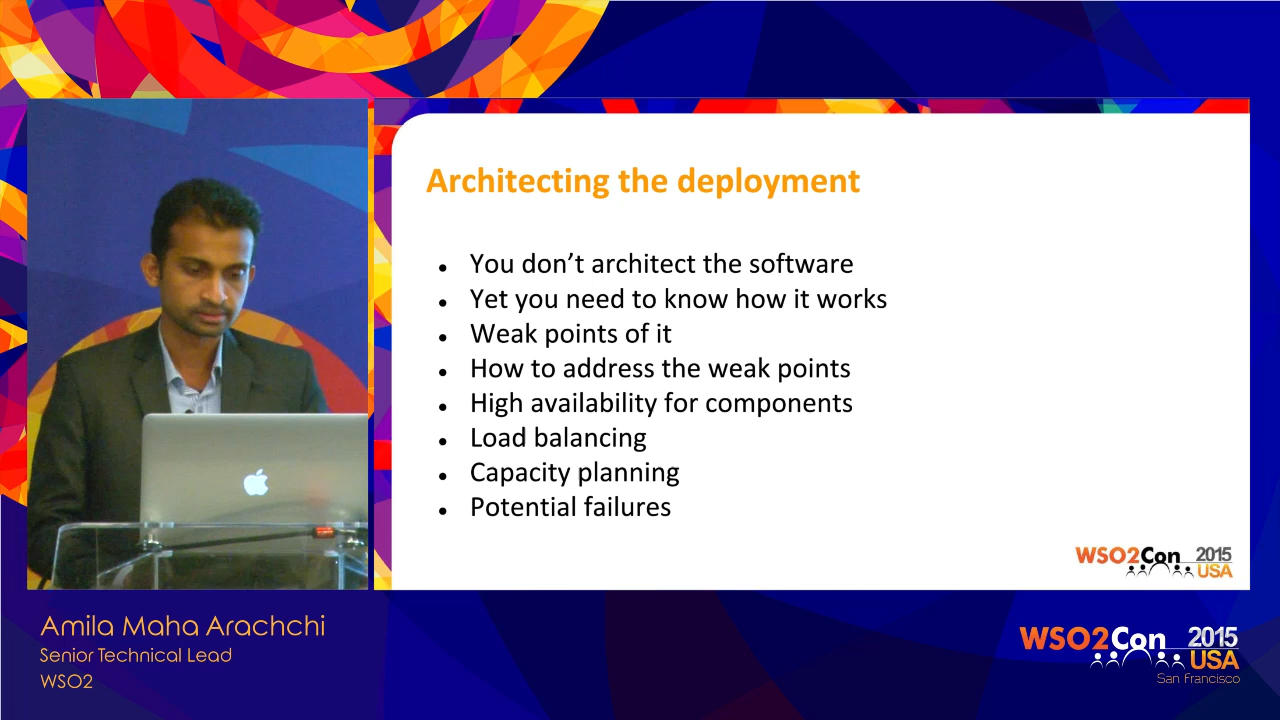 Architecting the deployment
You don’t architect the software
Yet you need to know how it works
Weak points of it
How to address the weak points
High availability for components
Load balancing
Capacity planning
Potential failures
WSO2Con 2015
USA
Amila Maha Arachchi
Senior Technical Lead
WSO2
WSO2Con 2015
USA
San Francisco